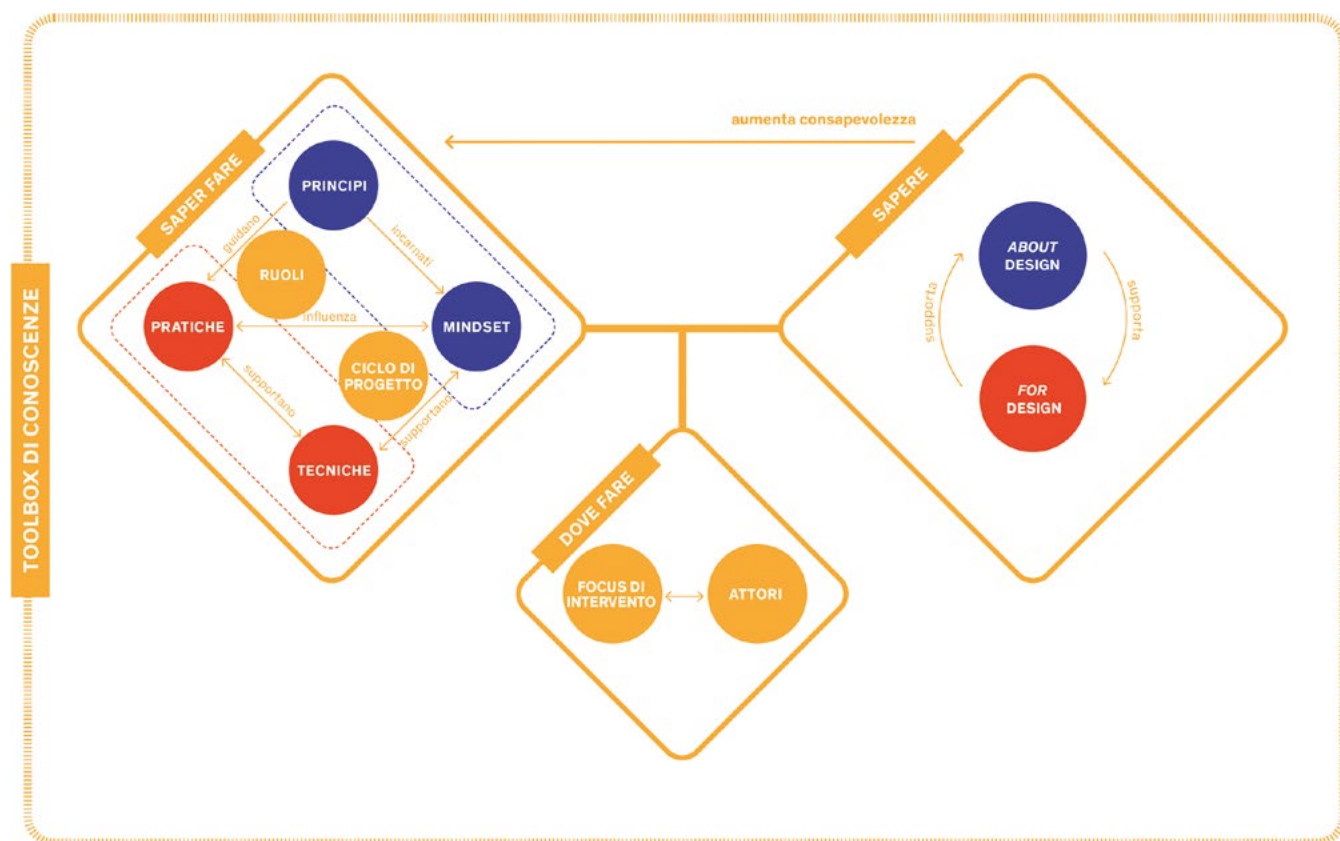 TOOLBOX DI CONOSCENZE
SAPER FARE
PRINCIPI
guidano
incarnati
RUOLI
PRATICHE
influenza
MINDSET
CICLO DI
PROGETTO
supportano
supportano
TECNICHE
aumenta consapevolezza
SAPERE
ABOUT
DESIGN
supporta
supporta
FOR
DESIGN
DOVE FARE
FOCUS DI
INTERVENTO
ATTORI